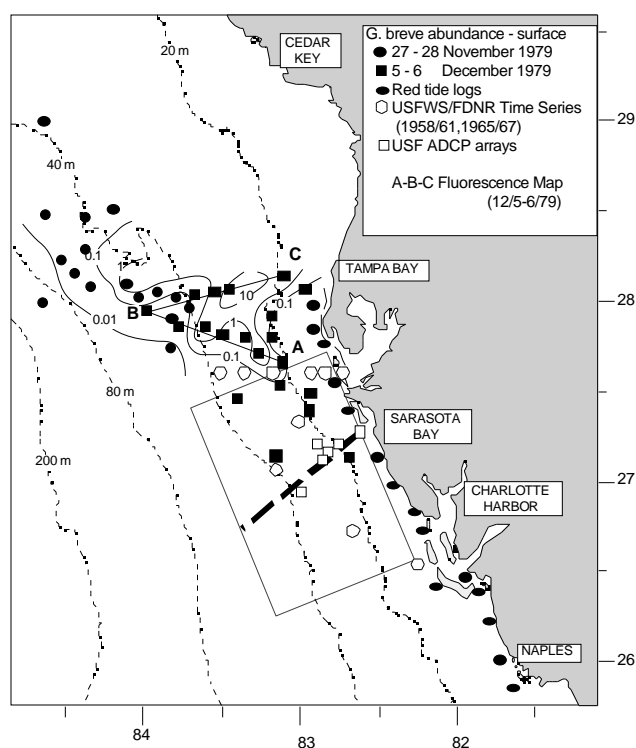 G. breve abundance - surface
27 - 28 November 1979
5 - 6 December 1979
Red tide logs
USFWS/FDNR Time Series
(1958/61,1965/67)
USF ADCP arrays
A-B-C Fluorescence Map
(12/5-6/79)
CEDAR
KEY
20 m
29
40 m
C
0.1
1
TAMPA BAY
10
0.1
28
B
0.01
1
A
0.1
80 m
SARASOTA
BAY
200 m
27
CHARLOTTE
HARBOR
NAPLES
26
84
83
82